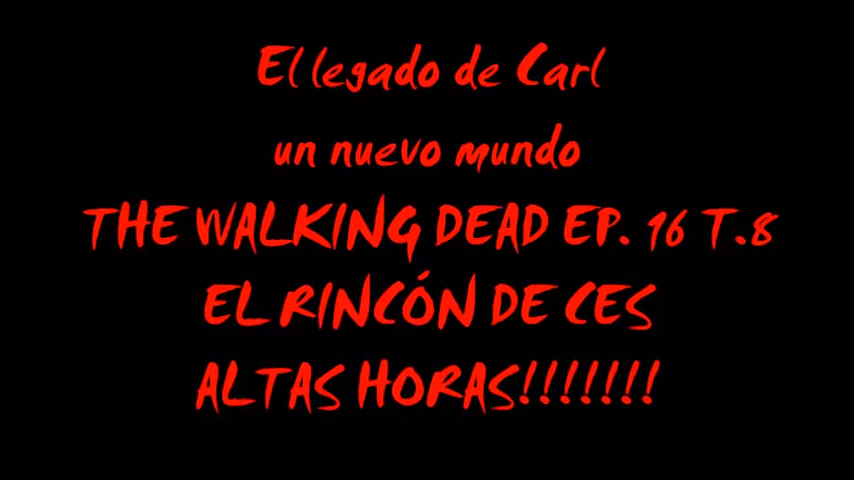 El legado de Carl
un nuevo mundo
THE WALKING DEAD EP. 16 T.8
EL RINCÓN DE CES
ALTAS HORAS!!!!!!!